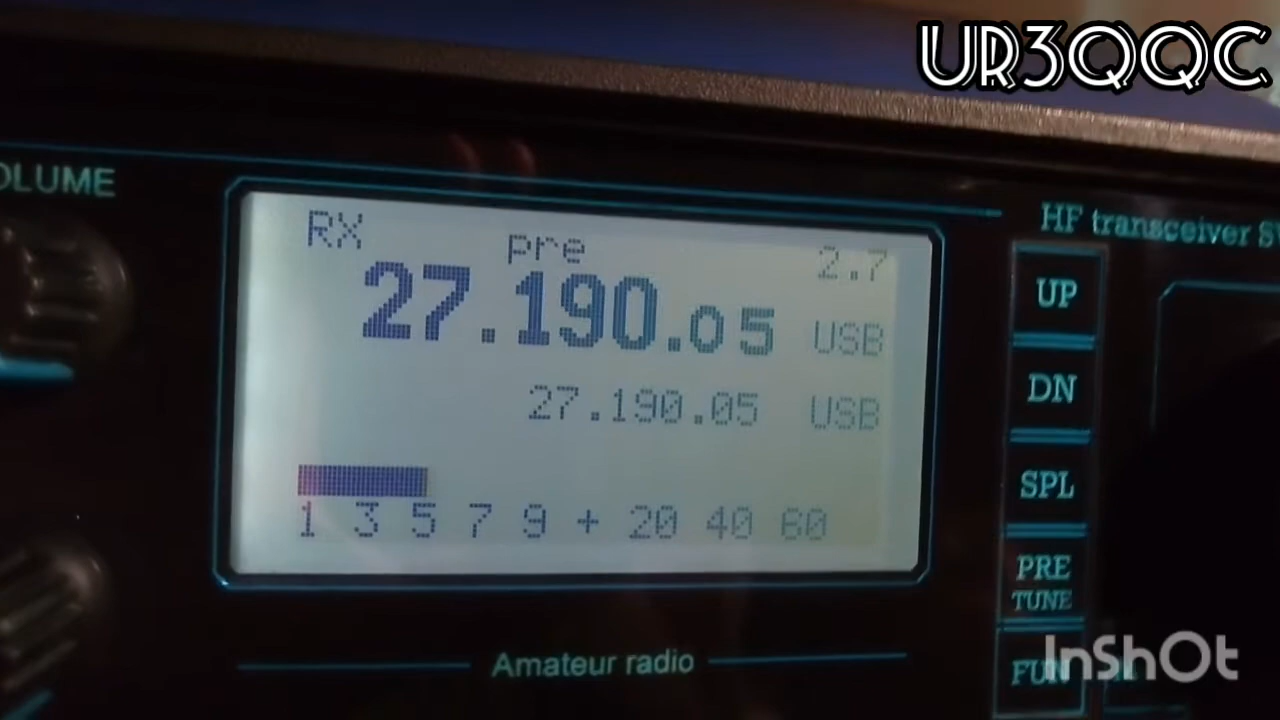 UR3QQC
OLUME
HF transceiver S
RX
pre
2.7
27.190.05 USB
27.190.05 USB
1 3 5 7 9 + 20 40 60
UP
DN
SPL
PRE
TUNE
FUN
Amateur radio
InShOt